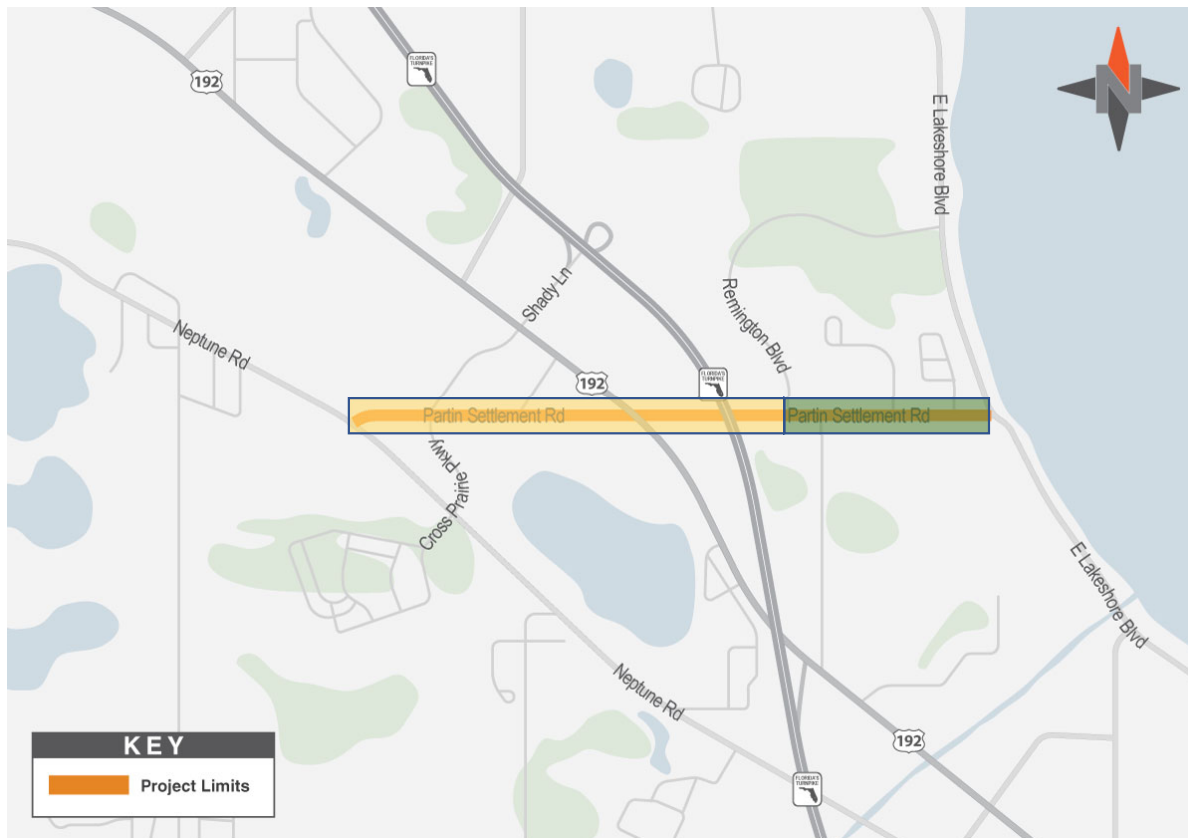 192
FLORIDA'S
TURNPIKE
N
E Lakeshore Blvd
Shady Ln
Remington Blvd
Neptune Rd
192
FLORIDA'S
TURNPIKE
Partin Settlement Rd
Partin Settlement Rd
Cross Prairie Pkwy
E Lakeshore Blvd
Neptune Rd
192
FLORIDA'S
TURNPIKE
KEY
Project Limits